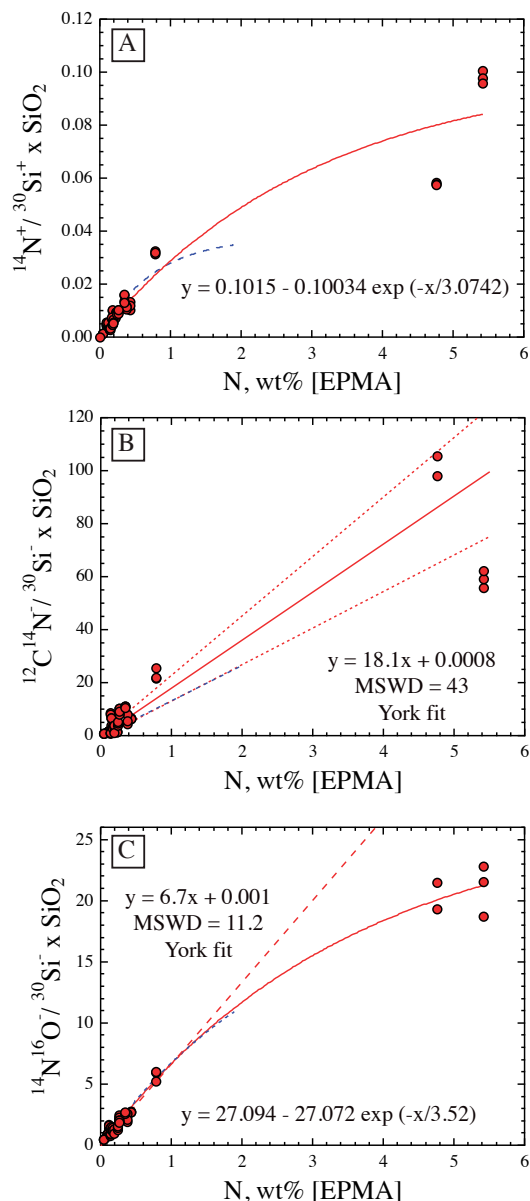 A
0.10
0.08
0.06
0.04
0.02
0.00
¹⁴N⁺/ ³⁰Si⁺ x SiO₂
y = 0.1015 - 0.10034 exp (-x/3.0742)
0 1 2 3 4 5 6
N, wt% [EPMA]
B
120
100
80
60
40
20
0
¹²C¹⁴N⁻/ ³⁰Si⁻ x SiO₂
y = 18.1x + 0.0008
MSWD = 43
York fit
0 1 2 3 4 5 6
N, wt% [EPMA]
C
25
20
15
10
5
0
¹⁴N¹⁶O⁻/ ³⁰Si⁻ x SiO₂
y = 6.7x + 0.001
MSWD = 11.2
York fit
y = 27.094 - 27.072 exp (-x/3.52)
0 1 2 3 4 5 6
N, wt% [EPMA]